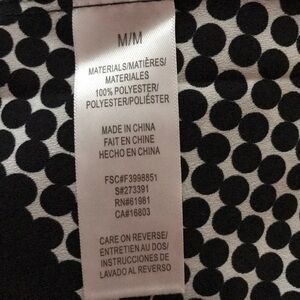 M/M
MATERIALS/MATIÈRES/
MATERIALES
100% POLYESTER/
POLYESTER/POLIÉSTER
MADE IN CHINA
FAIT EN CHINE
HECHO EN CHINA
FSC#F3998851
S#273391
RN#61981
CA#16803
CARE ON REVERSE/
ENTRETIEN AU DOS/
INSTRUCCIONES DE
LAVADO AL REVERSO